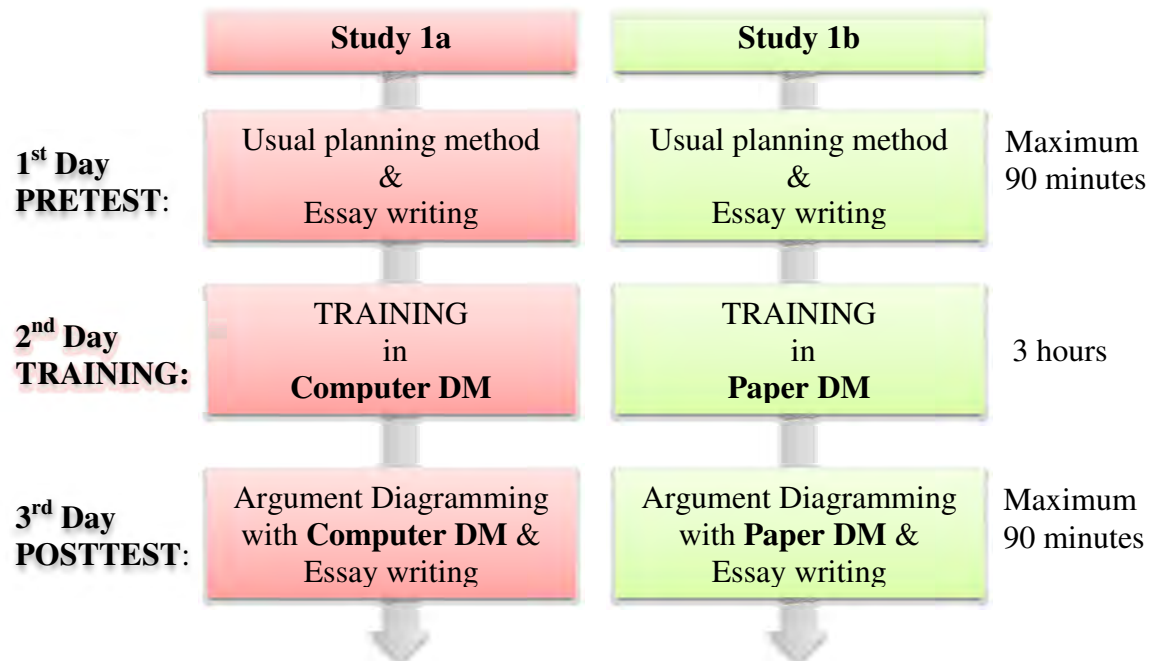 Study 1a
Study 1b
1st Day
PRETEST:
Usual planning method
&
Essay writing
Usual planning method
&
Essay writing
Maximum
90 minutes
2nd Day
TRAINING:
TRAINING
in
Computer DM
TRAINING
in
Paper DM
3 hours
3rd Day
POSTTEST:
Argument Diagramming
with Computer DM &
Essay writing
Argument Diagramming
with Paper DM &
Essay writing
Maximum
90 minutes